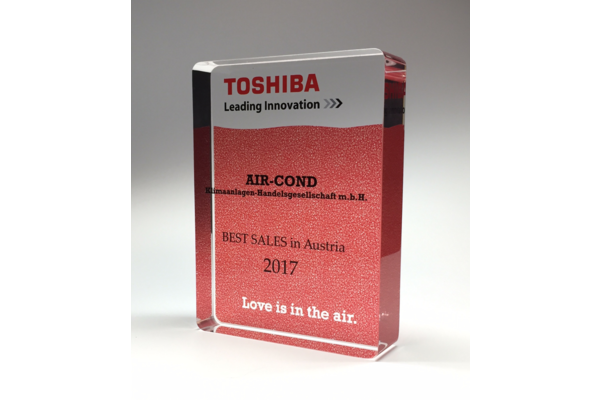 TOSHIBA
Leading Innovation >>>
AIR-COND
Klimaanlagen-Handelsgesellschaft m.b.H.
BEST SALES in Austria
2017
Love is in the air.